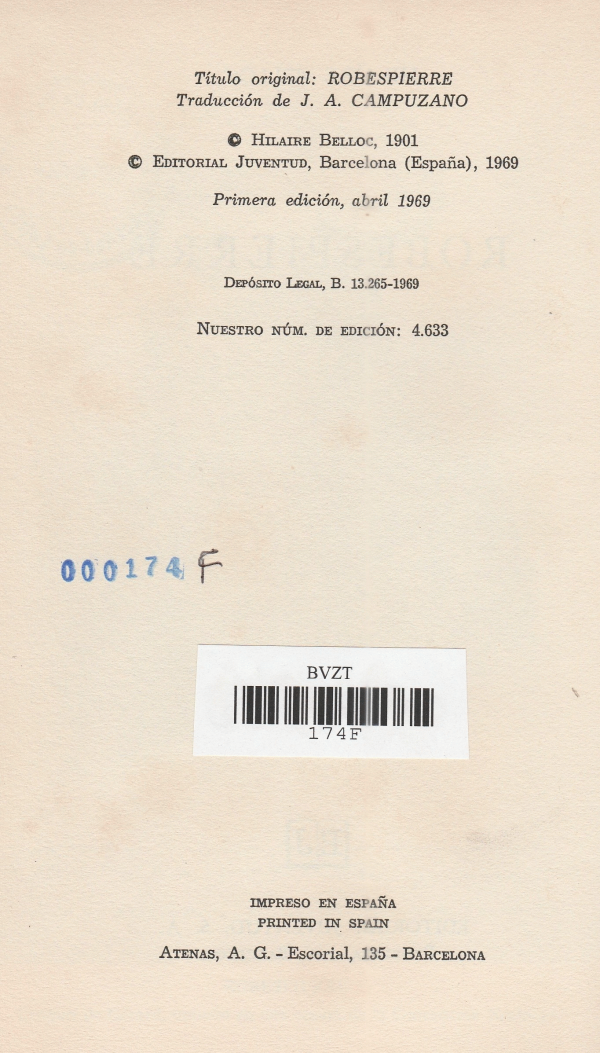 Título original: ROBESPIERRE
Traducción de J. A. CAMPUZANO
© HILAIRE BELLOC, 1901
© EDITORIAL JUVENTUD, Barcelona (España), 1969
Primera edición, abril 1969
DEPÓSITO LEGAL, B. 13.265-1969
NUESTRO NÚM. DE EDICIÓN: 4.633
000174 F
BVZT
174F
IMPRESO EN ESPAÑA
PRINTED IN SPAIN
ATENAS, A. G. - Escorial, 135 - BARCELONA